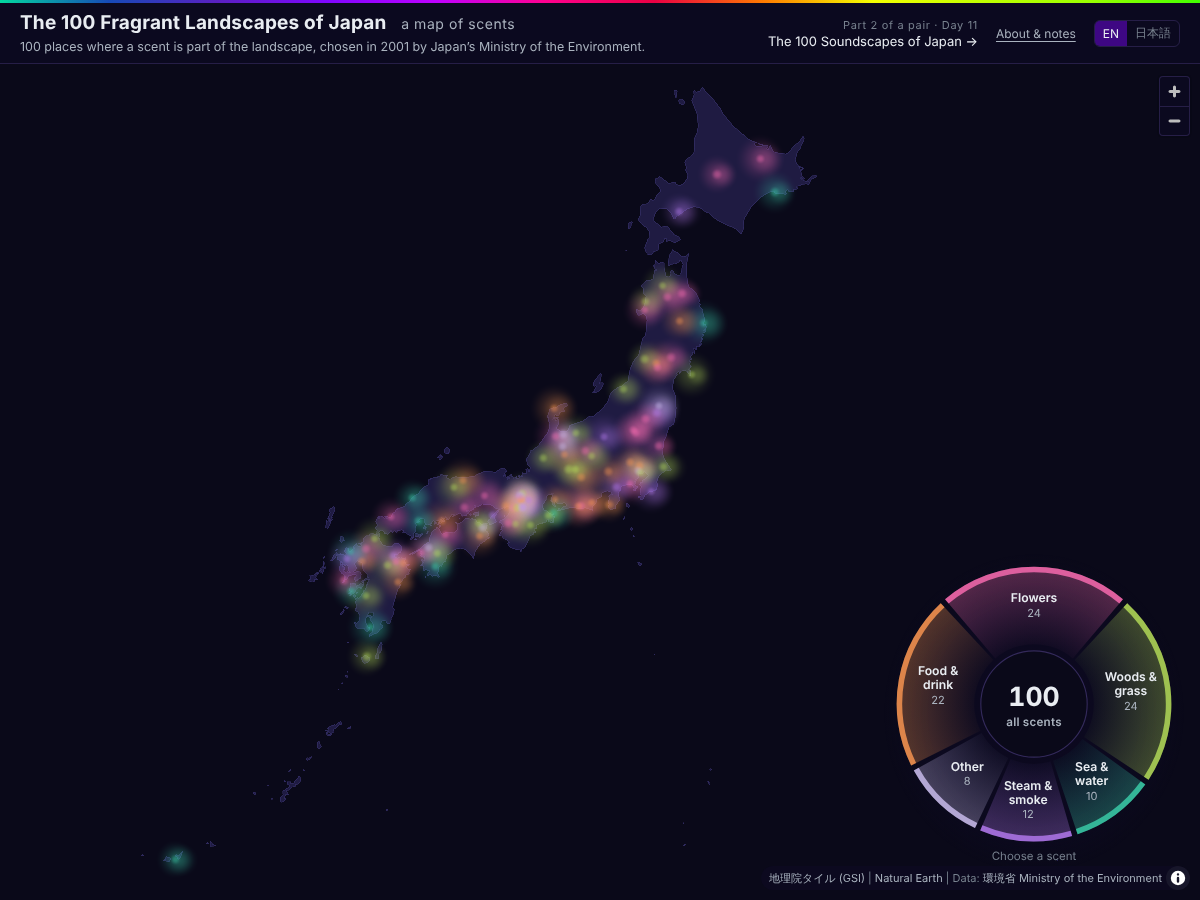 The 100 Fragrant Landscapes of Japan a map of scents
100 places where a scent is part of the landscape, chosen in 2001 by Japan’s Ministry of the Environment.
Part 2 of a pair · Day 11
The 100 Soundscapes of Japan →
About & notes
EN 日本語
+
−
Flowers
24
Food &
drink
22
Woods &
grass
24
100
all scents
Other
8
Steam &
smoke
12
Sea &
water
10
Choose a scent
地理院タイル (GSI) | Natural Earth | Data: 環境省 Ministry of the Environment